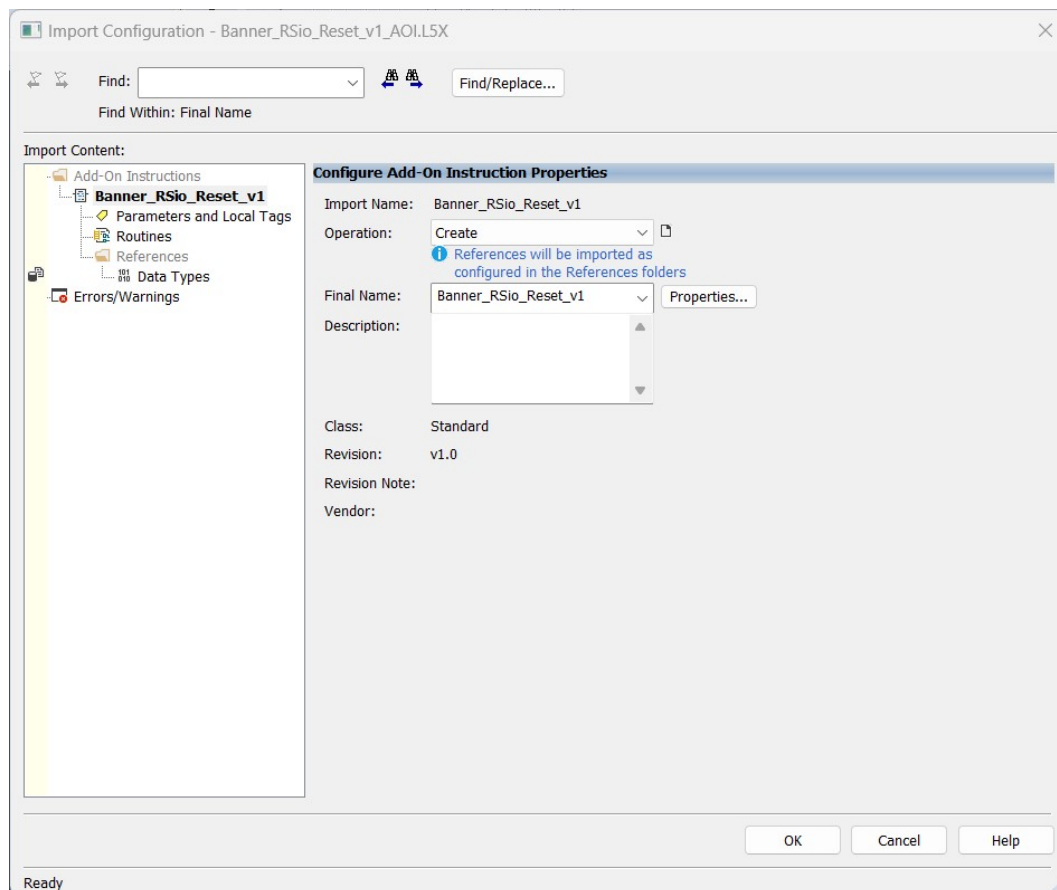 Import Configuration - Banner_RSio_Reset_v1_AOI.L5X
Find:
Find/Replace...
Find Within: Final Name
Import Content:
Add-On Instructions
Banner_RSio_Reset_v1
Parameters and Local Tags
Routines
References
Data Types
Errors/Warnings
Configure Add-On Instruction Properties
Import Name: Banner_RSio_Reset_v1
Operation: Create
References will be imported as
configured in the References folders
Final Name: Banner_RSio_Reset_v1 Properties...
Description:
Class: Standard
Revision: v1.0
Revision Note:
Vendor:
OK Cancel Help
Ready